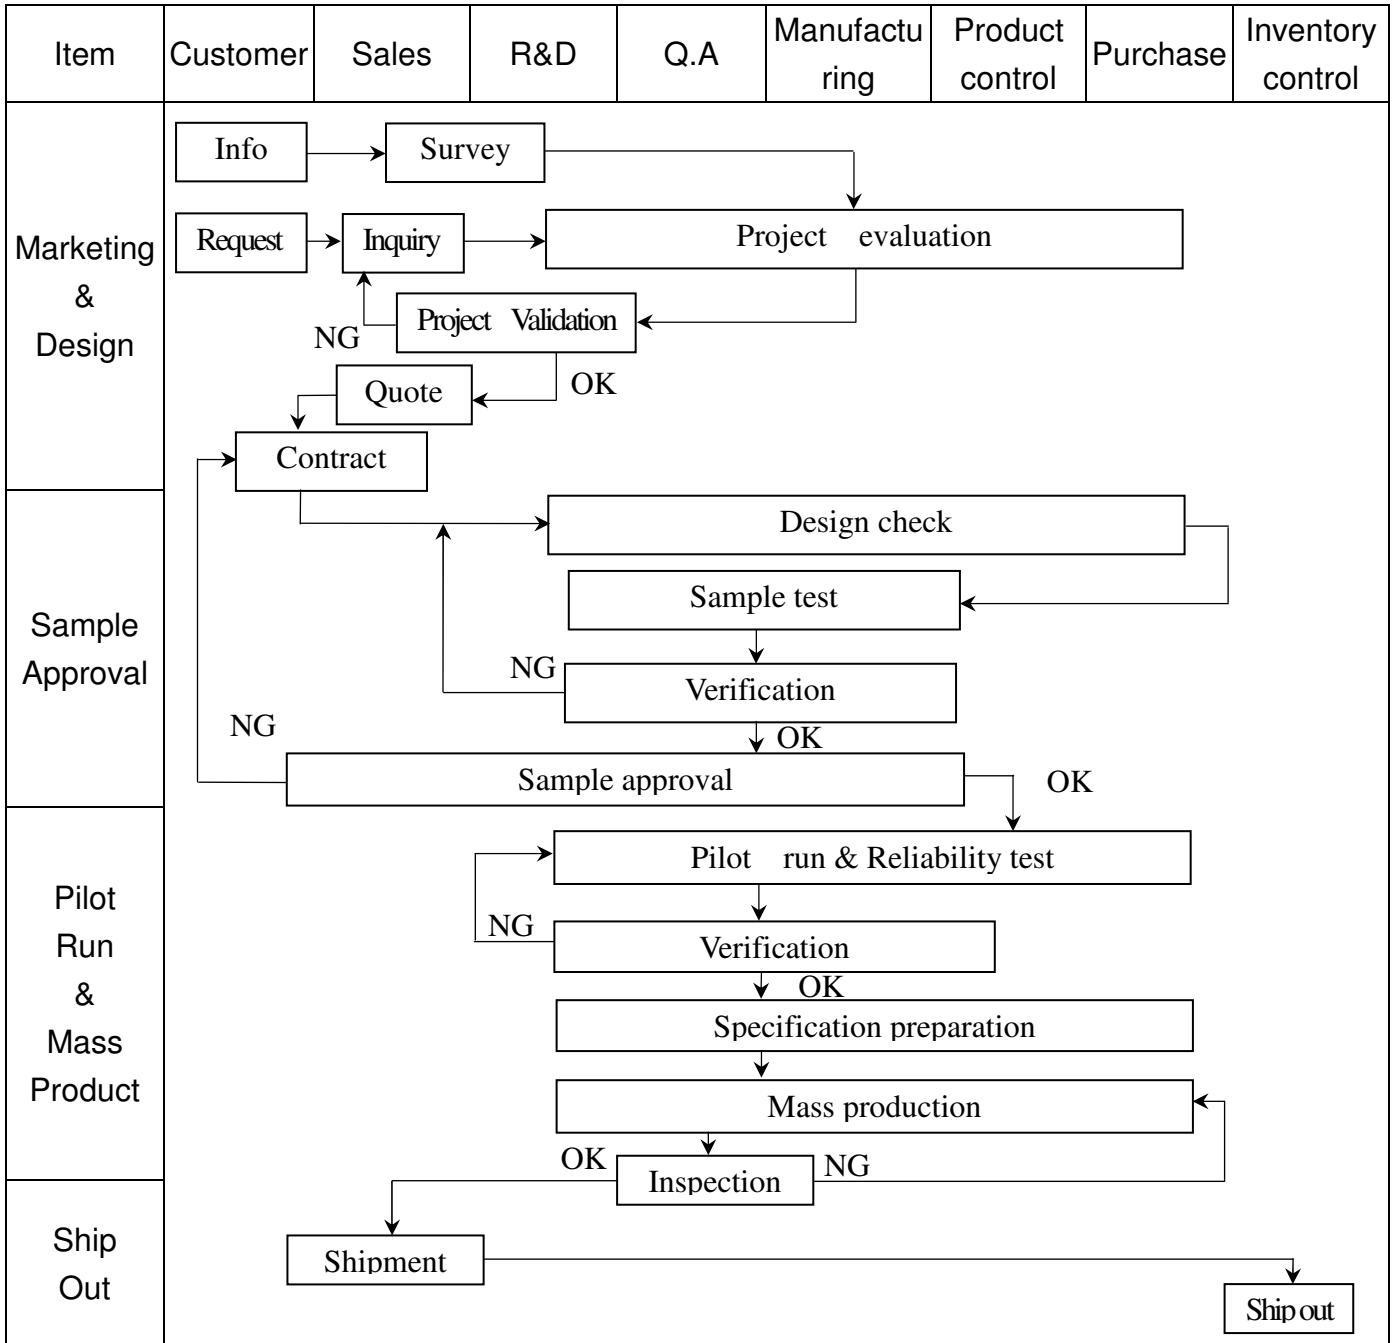 Item
Customer
Sales
R&D
Q.A
Manufactu
ring
Product
control
Purchase
Inventory
control
Marketing
&
Design
Info
Survey
Request
Inquiry
Project evaluation
Project Validation
NG
OK
Quote
Contract
Sample
Approval
Design check
Sample test
NG
Verification
NG
OK
Sample approval
OK
Pilot
Run
&
Mass
Product
Pilot run & Reliability test
NG
Verification
OK
Specification preparation
Mass production
OK
NG
Inspection
Ship
Out
Shipment
Ship out